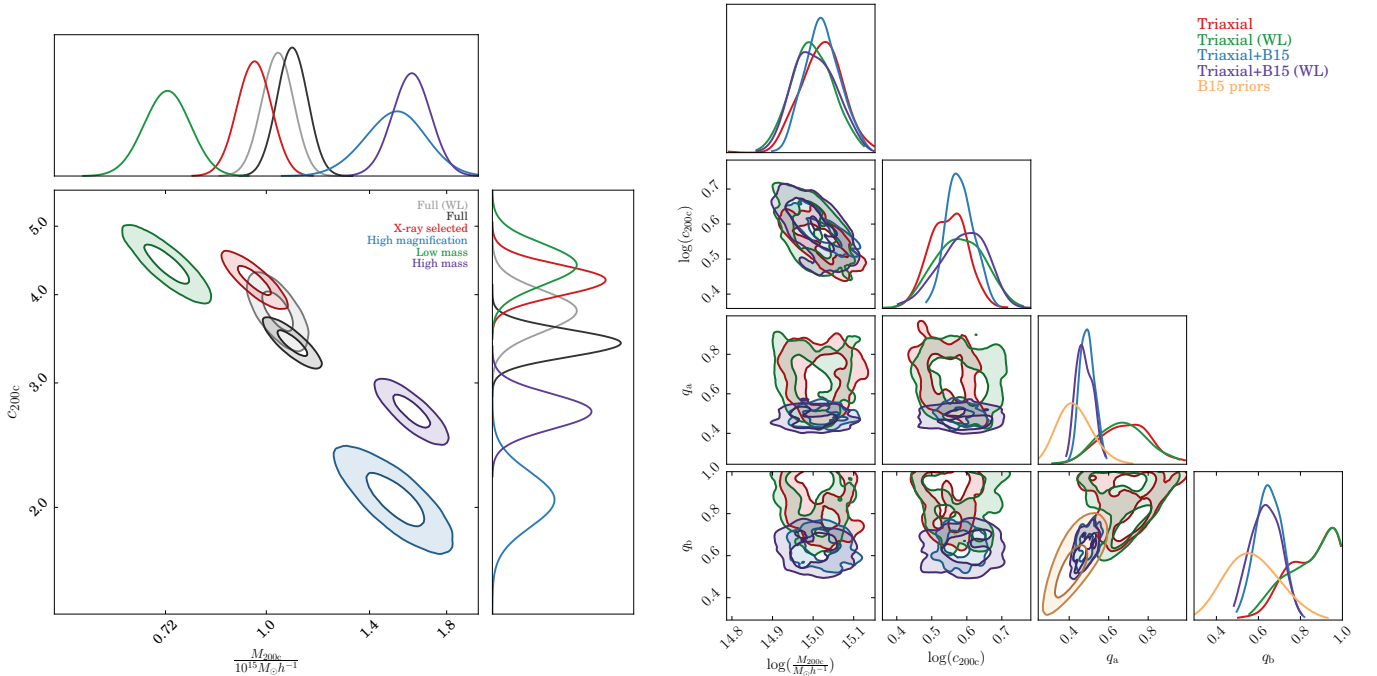 Full (WL)
Full
X-ray selected
High magnification
Low mass
High mass
5.0
4.0
3.0
2.0
c200c
0.72
1.0
1.4
1.8
M200c
10^15 M⊙h^−1
Triaxial
Triaxial (WL)
Triaxial+B15
Triaxial+B15 (WL)
B15 priors
0.7
0.6
0.5
0.4
log(c200c)
0.8
0.6
0.4
qa
1.0
0.8
0.6
0.4
qb
14.8
14.9
15.0
15.1
log(M200c/M⊙h^−1)
0.4
0.5
0.6
0.7
log(c200c)
0.4
0.6
0.8
qa
0.4
0.6
0.8
1.0
qb